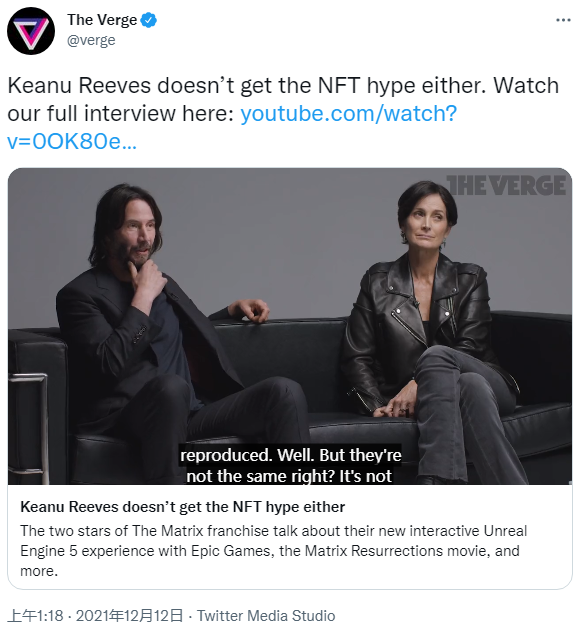 The Verge
@verge
Keanu Reeves doesn’t get the NFT hype either. Watch
our full interview here: youtube.com/watch?
v=0OK80e…
THE VERGE
reproduced. Well. But they're
not the same right? It's not
Keanu Reeves doesn’t get the NFT hype either
The two stars of The Matrix franchise talk about their new interactive Unreal
Engine 5 experience with Epic Games, the Matrix Resurrections movie, and
more.
上午1:18 · 2021年12月12日 · Twitter Media Studio